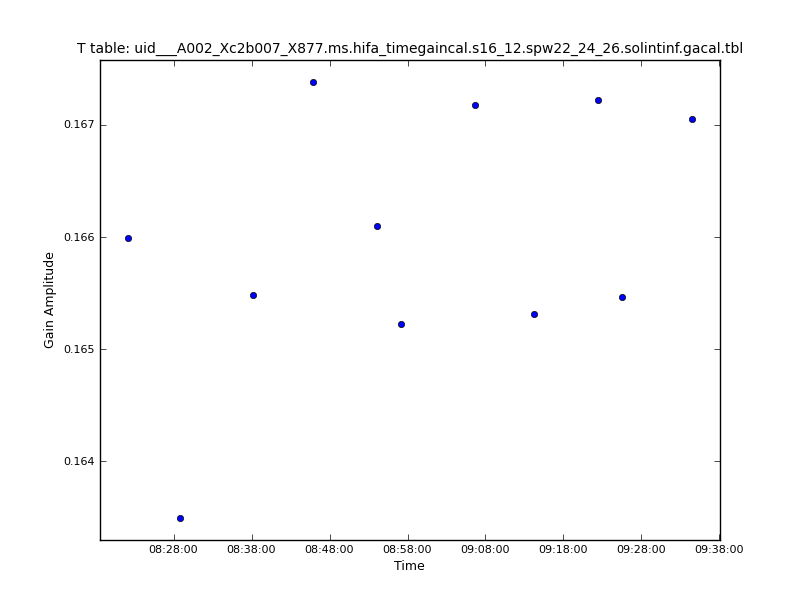 T table: uid___A002_Xc2b007_X877.ms.hifa_timegaincal.s16_12.spw22_24_26.solintinf.gacal.tbl
0.167
0.166
0.165
0.164
Gain Amplitude
08:28:00 08:38:00 08:48:00 08:58:00 09:08:00 09:18:00 09:28:00 09:38:00
Time